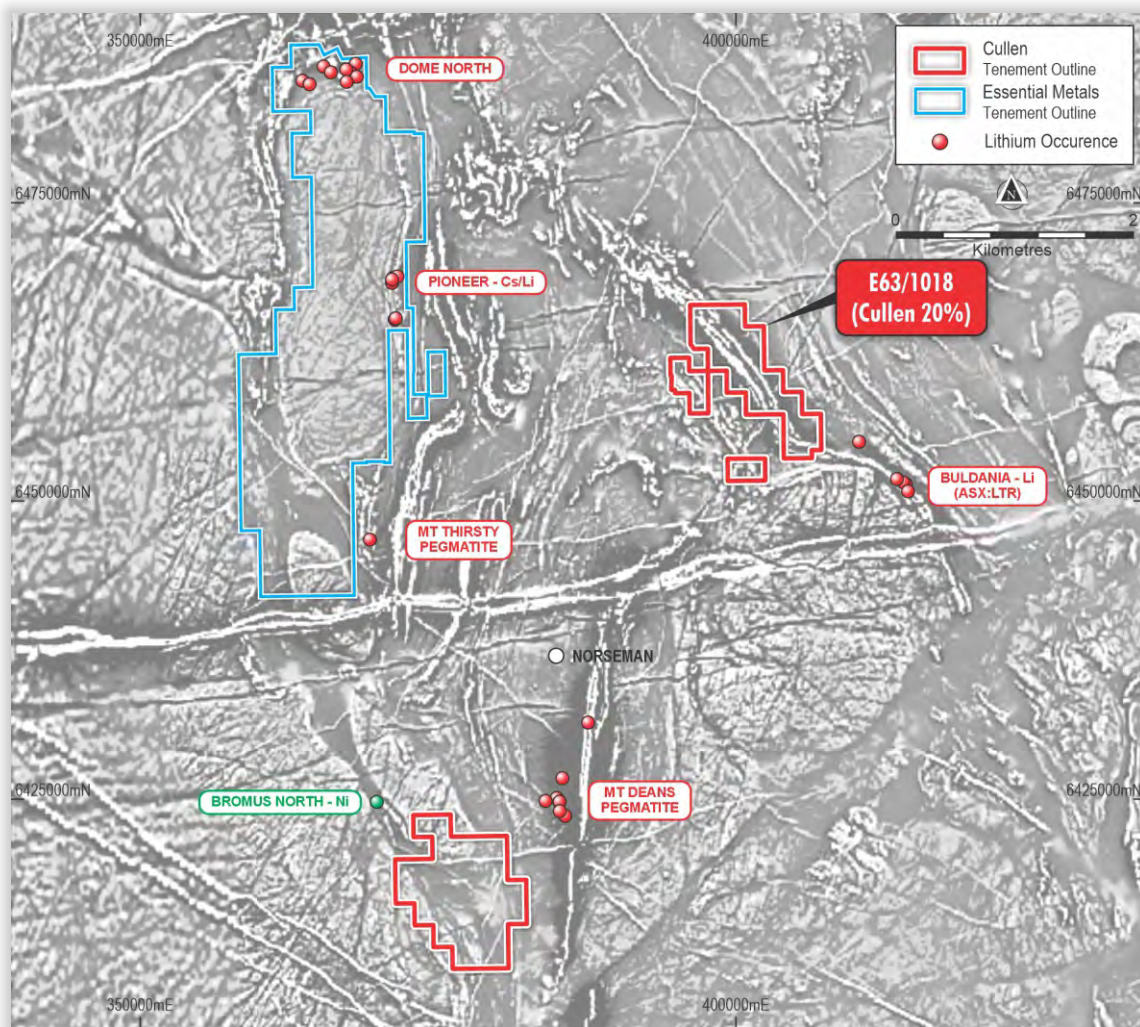 350000mE
400000mE
Cullen
Tenement Outline
Essential Metals
Tenement Outline
Lithium Occurence
DOME NORTH
6475000mN
6475000mN
N
0
2
Kilometres
E63/1018
(Cullen 20%)
PIONEER - Cs/Li
BULDANIA - Li
(ASX:LTR)
6450000mN
6450000mN
MT THIRSTY
PEGMATITE
NORSEMAN
BROMUS NORTH - Ni
MT DEANS
PEGMATITE
6425000mN
6425000mN
350000mE
400000mE